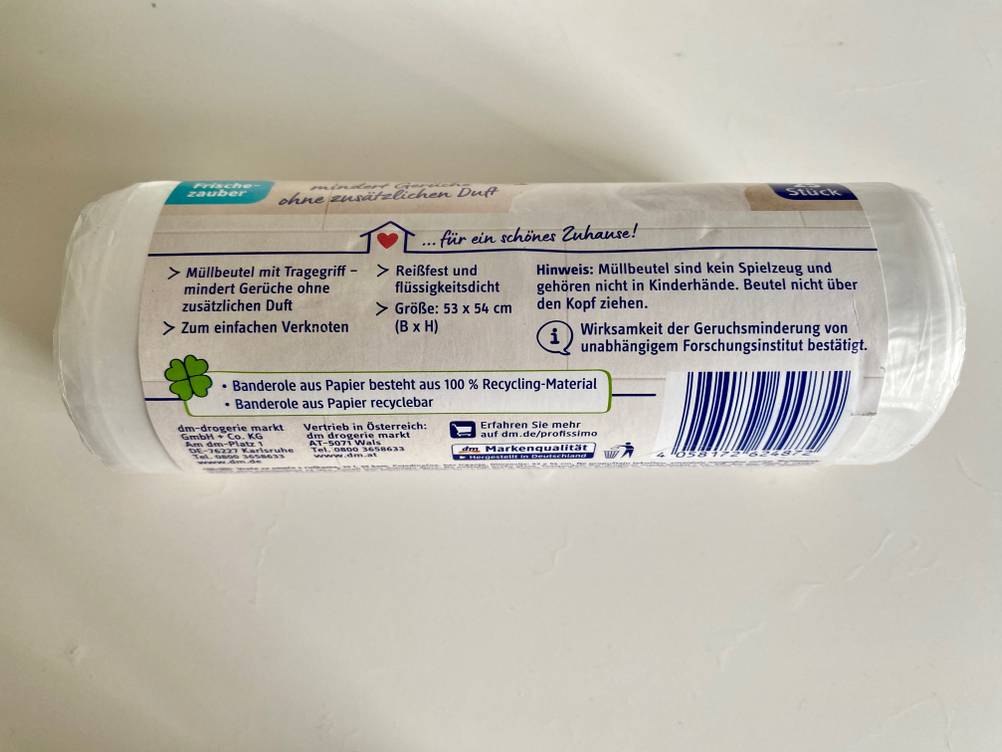 Frische-
zauber
mindert Gerüche
ohne zusätzlichen Duft
Stück
... für ein schönes Zuhause!
> Müllbeutel mit Tragegriff –
mindert Gerüche ohne
zusätzlichen Duft
> Zum einfachen Verknoten
> Reißfest und
flüssigkeitsdicht
> Größe: 53 x 54 cm
(B x H)
Hinweis: Müllbeutel sind kein Spielzeug und
gehören nicht in Kinderhände. Beutel nicht über
den Kopf ziehen.
i Wirksamkeit der Geruchsminderung von
unabhängigem Forschungsinstitut bestätigt.
• Banderole aus Papier besteht aus 100 % Recycling-Material
• Banderole aus Papier recyclebar
dm-drogerie markt
GmbH + Co. KG
Am dm-Platz 1
DE-76227 Karlsruhe
Tel. 0800 3658633
www.dm.de
Vertrieb in Österreich:
dm drogerie markt
AT-5071 Wals
Tel. 0800 3658633
www.dm.at
Erfahren Sie mehr
auf dm.de/profissimo
dm Markenqualität
Hergestellt in Deutschland
4 058172 624872